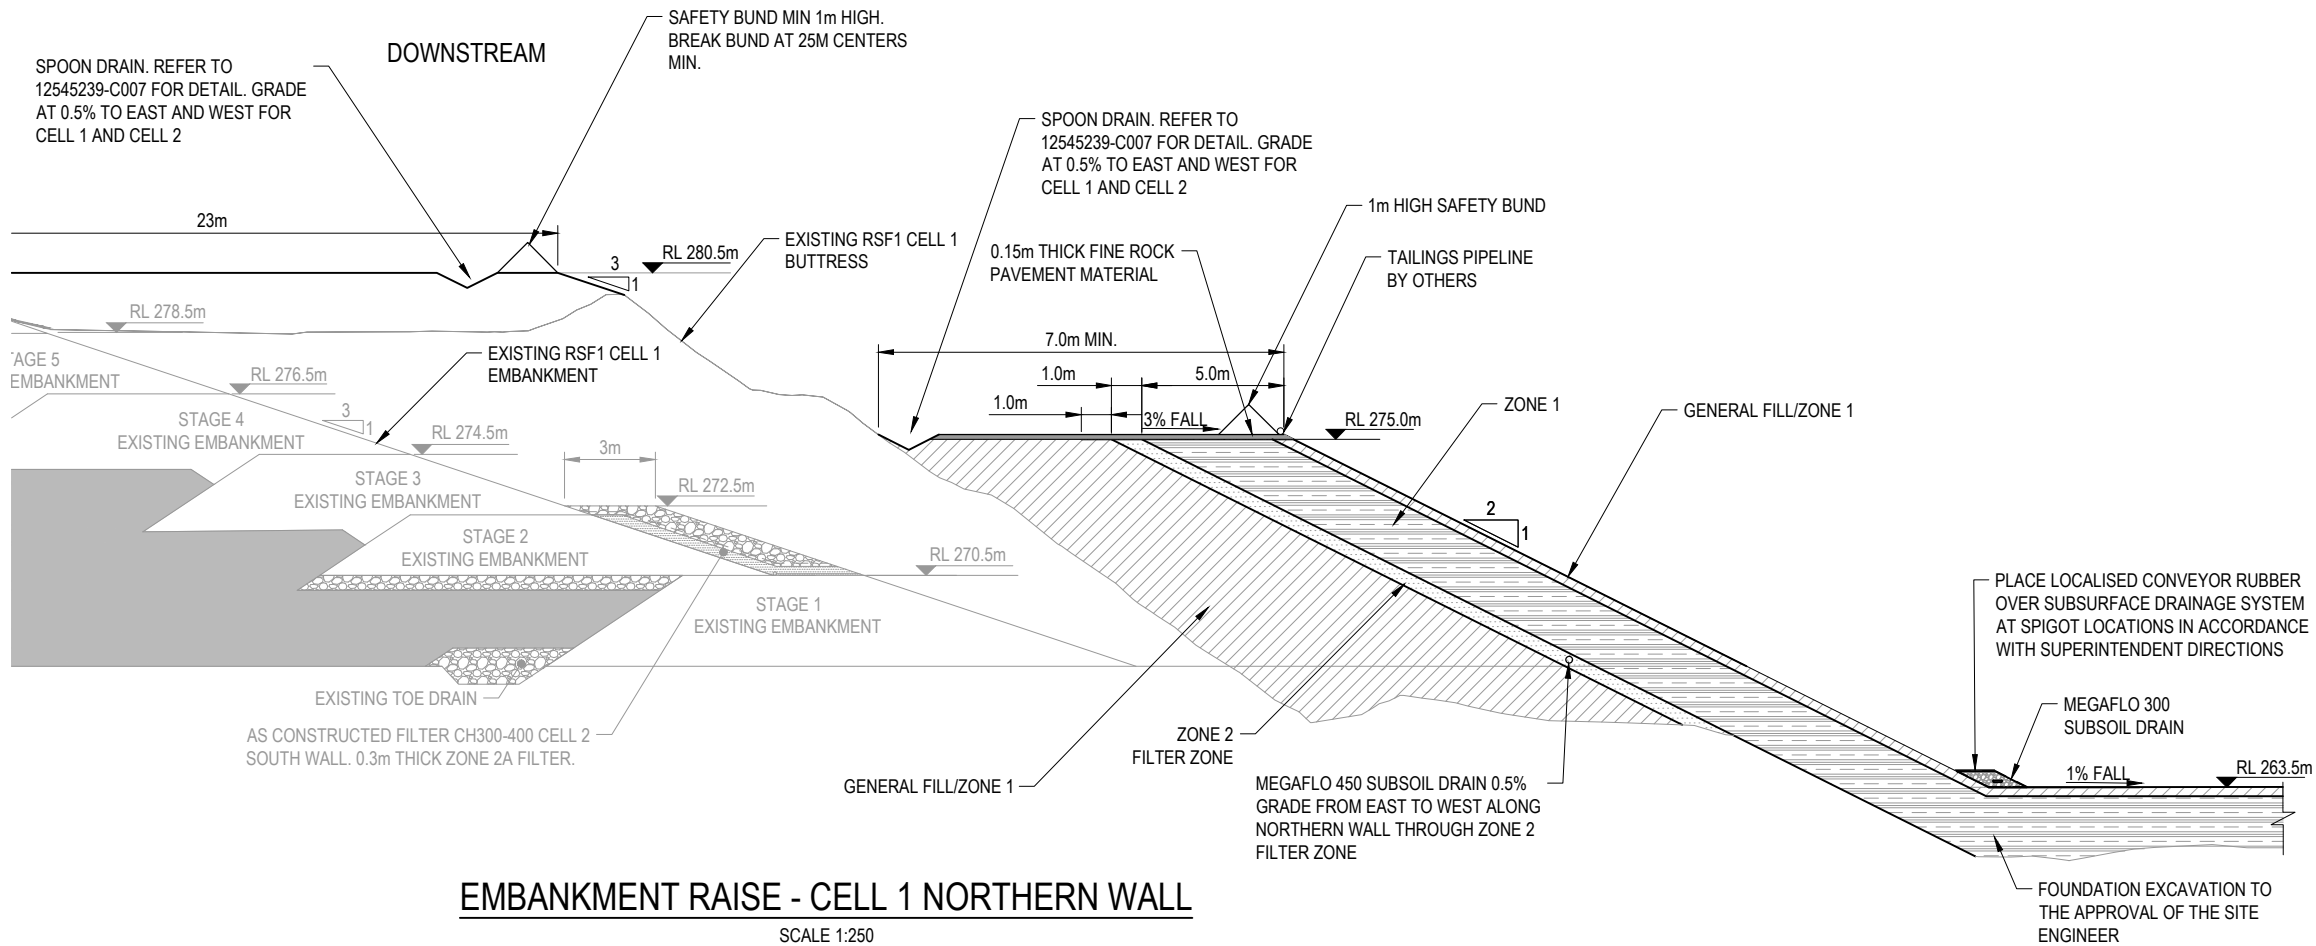 SAFETY BUND MIN 1m HIGH.
BREAK BUND AT 25M CENTERS
MIN.
DOWNSTREAM
SPOON DRAIN. REFER TO
12545239-C007 FOR DETAIL. GRADE
AT 0.5% TO EAST AND WEST FOR
CELL 1 AND CELL 2
SPOON DRAIN. REFER TO
12545239-C007 FOR DETAIL. GRADE
AT 0.5% TO EAST AND WEST FOR
CELL 1 AND CELL 2
23m
1m HIGH SAFETY BUND
EXISTING RSF1 CELL 1
BUTTRESS
RL 280.5m
3
1
0.15m THICK FINE ROCK
PAVEMENT MATERIAL
TAILINGS PIPELINE
BY OTHERS
RL 278.5m
7.0m MIN.
EXISTING RSF1 CELL 1
EMBANKMENT
TAGE 5
EMBANKMENT
RL 276.5m
1.0m
5.0m
1.0m
3% FALL
ZONE 1
GENERAL FILL/ZONE 1
RL 275.0m
3
1
STAGE 4
EXISTING EMBANKMENT
RL 274.5m
3m
STAGE 3
EXISTING EMBANKMENT
RL 272.5m
2
1
STAGE 2
EXISTING EMBANKMENT
RL 270.5m
STAGE 1
EXISTING EMBANKMENT
PLACE LOCALISED CONVEYOR RUBBER
OVER SUBSURFACE DRAINAGE SYSTEM
AT SPIGOT LOCATIONS IN ACCORDANCE
WITH SUPERINTENDENT DIRECTIONS
EXISTING TOE DRAIN
MEGAFLO 300
SUBSOIL DRAIN
AS CONSTRUCTED FILTER CH300-400 CELL 2
SOUTH WALL. 0.3m THICK ZONE 2A FILTER.
ZONE 2
FILTER ZONE
GENERAL FILL/ZONE 1
MEGAFLO 450 SUBSOIL DRAIN 0.5%
GRADE FROM EAST TO WEST ALONG
NORTHERN WALL THROUGH ZONE 2
FILTER ZONE
1% FALL
RL 263.5m
FOUNDATION EXCAVATION TO
THE APPROVAL OF THE SITE
ENGINEER
EMBANKMENT RAISE - CELL 1 NORTHERN WALL
SCALE 1:250